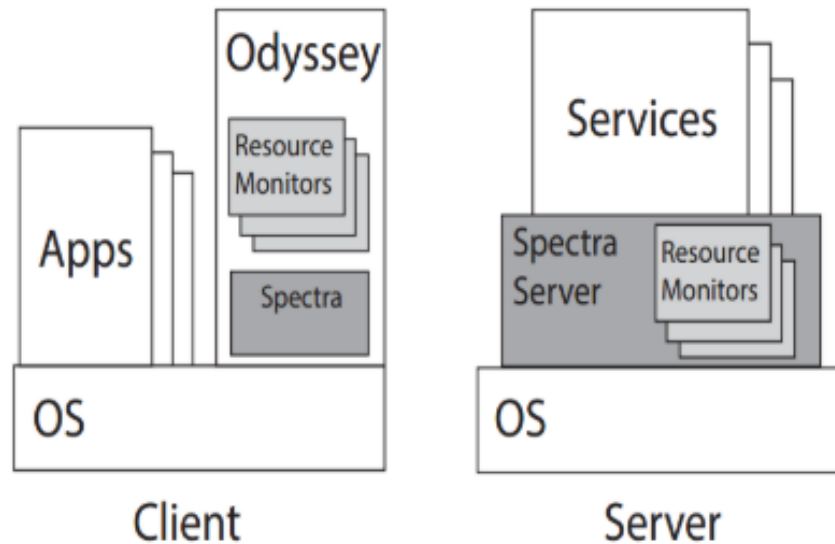 Odyssey
Resource
Monitors
Apps
Spectra
OS
Client
Services
Spectra
Server
Resource
Monitors
OS
Server